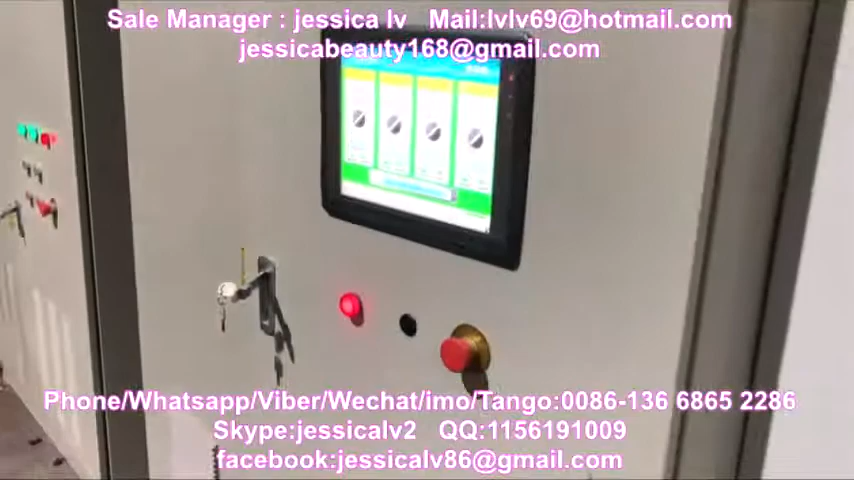 Sale Manager : jessica lv   Mail:lvlv69@hotmail.com
jessicabeauty168@gmail.com
Phone/Whatsapp/Viber/Wechat/imo/Tango:0086-136 6865 2286
Skype:jessicalv2   QQ:1156191009
facebook:jessicalv86@gmail.com